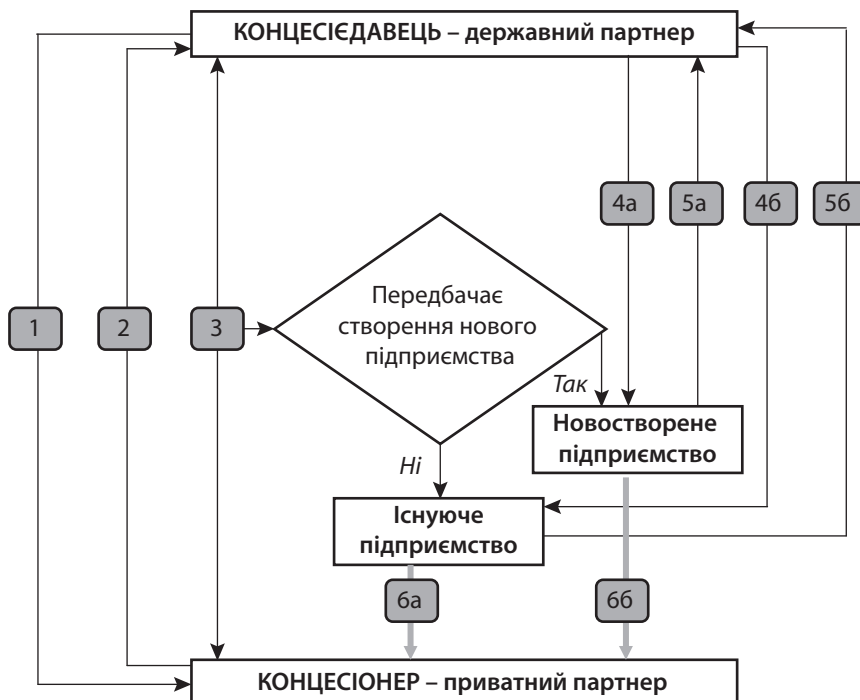 КОНЦЕСІЄДАВЕЦЬ – державний партнер
4а
5а
4б
5б
Передбачає
створення нового
підприємства
1
2
3
Так
Новостворене
підприємство
Ні
Існуюче
підприємство
6а
6б
КОНЦЕСІОНЕР – приватний партнер